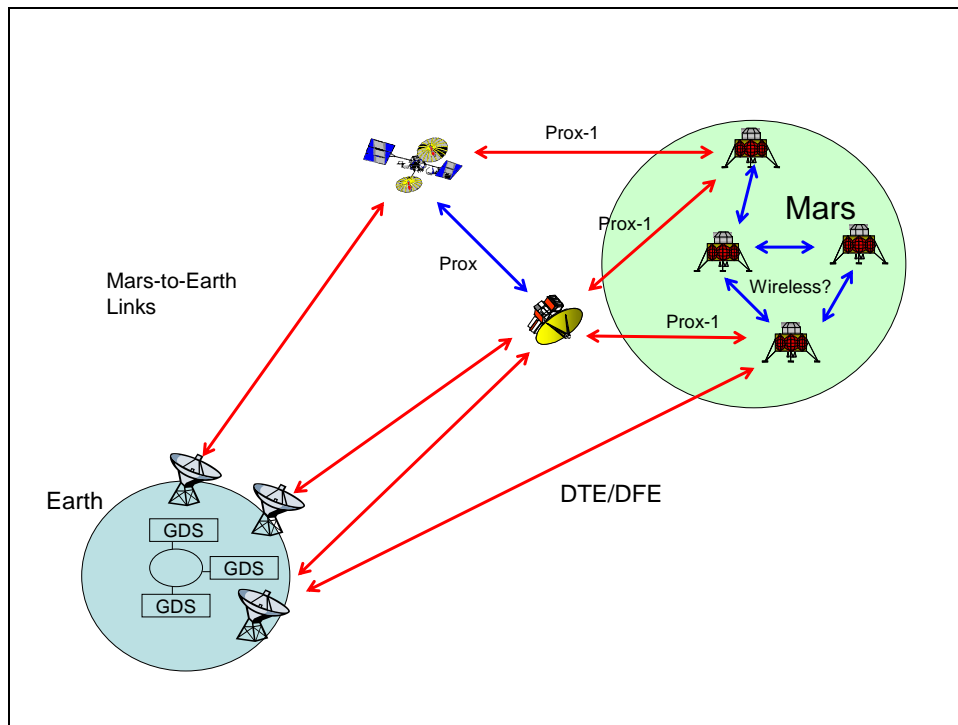 Prox-1
Mars
Prox-1
Prox
Mars-to-Earth
Links
Wireless?
Prox-1
DTE/DFE
Earth
GDS
GDS
GDS